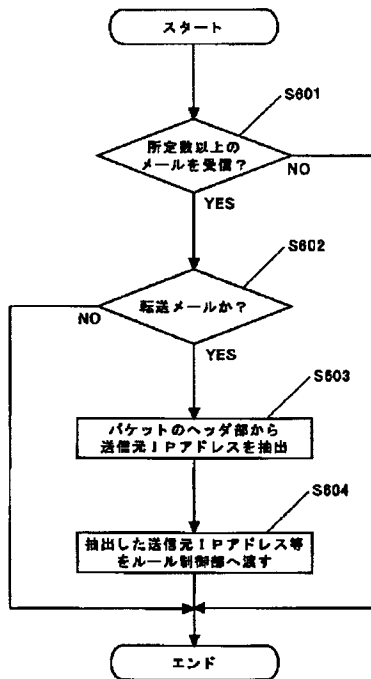 スタート
S601
所定数以上の
メールを受信？
NO
YES
S602
転送メールか？
NO
YES
S603
パケットのヘッダ部から
送信元ＩＰアドレスを抽出
S604
抽出した送信元ＩＰアドレス等
をルール制御部へ渡す
エンド